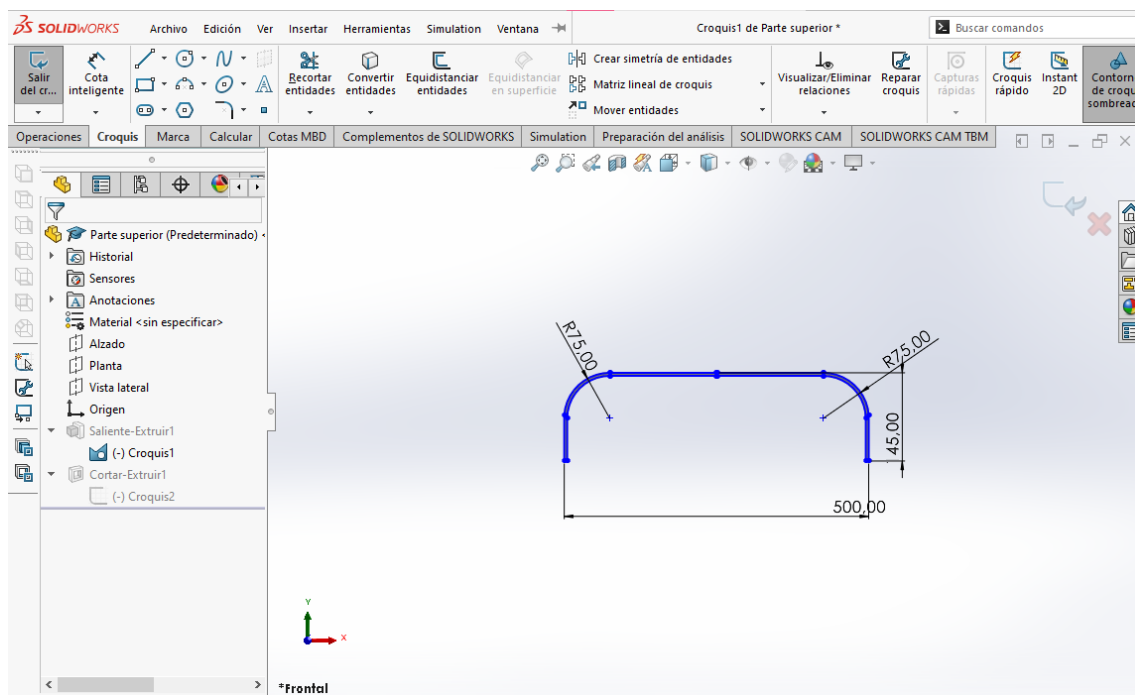 SOLIDWORKS Archivo Edición Ver Insertar Herramientas Simulation Ventana Croquis1 de Parte superior * Buscar comandos
Salir del cr...
Cota inteligente
Recortar entidades
Convertir entidades
Equidistanciar entidades
Equidistanciar en superficie
Crear simetría de entidades
Matriz lineal de croquis
Mover entidades
Visualizar/Eliminar relaciones
Reparar croquis
Capturas rápidas
Croquis rápido
Instant 2D
Contorn de croqu sombread
Operaciones Croquis Marca Calcular Cotas MBD Complementos de SOLIDWORKS Simulation Preparación del análisis SOLIDWORKS CAM SOLIDWORKS CAM TBM
Parte superior (Predeterminado) <
Historial
Sensores
Anotaciones
Material <sin especificar>
Alzado
Planta
Vista lateral
Origen
Saliente-Extruir1
(-) Croquis1
Cortar-Extruir1
(-) Croquis2
R75,00
R75,00
45,00
500,00
Y
X
*Frontal